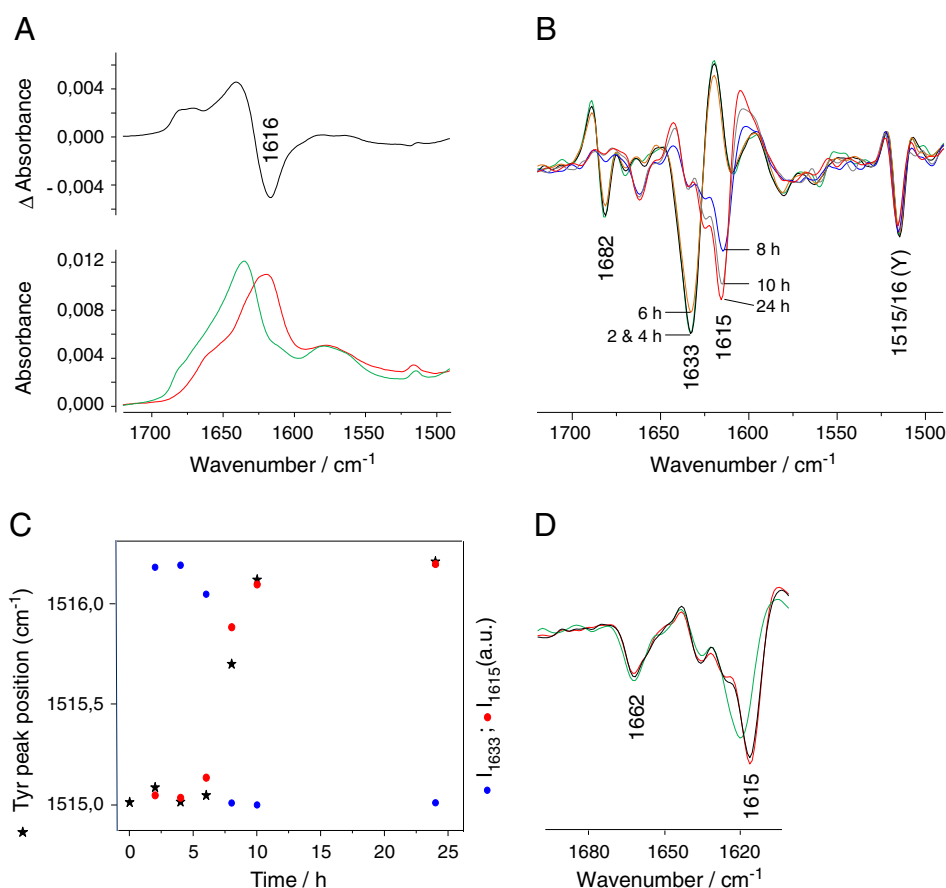 A
Δ Absorbance
0,004
0,000
- 0,004
1616
Absorbance
0,012
0,008
0,004
0,000
1700 1650 1600 1550 1500
Wavenumber / cm-1
B
1682
6 h
2 & 4 h
1633
1615
8 h
10 h
24 h
1515/16 (Y)
1700 1650 1600 1550 1500
Wavenumber / cm-1
C
★ Tyr peak position (cm-1)
1516,0
1515,5
1515,0
0 5 10 15 20 25
Time / h
● I1633 ; ● I1615(a.u.)
D
1662
1615
1680 1650 1620
Wavenumber / cm-1